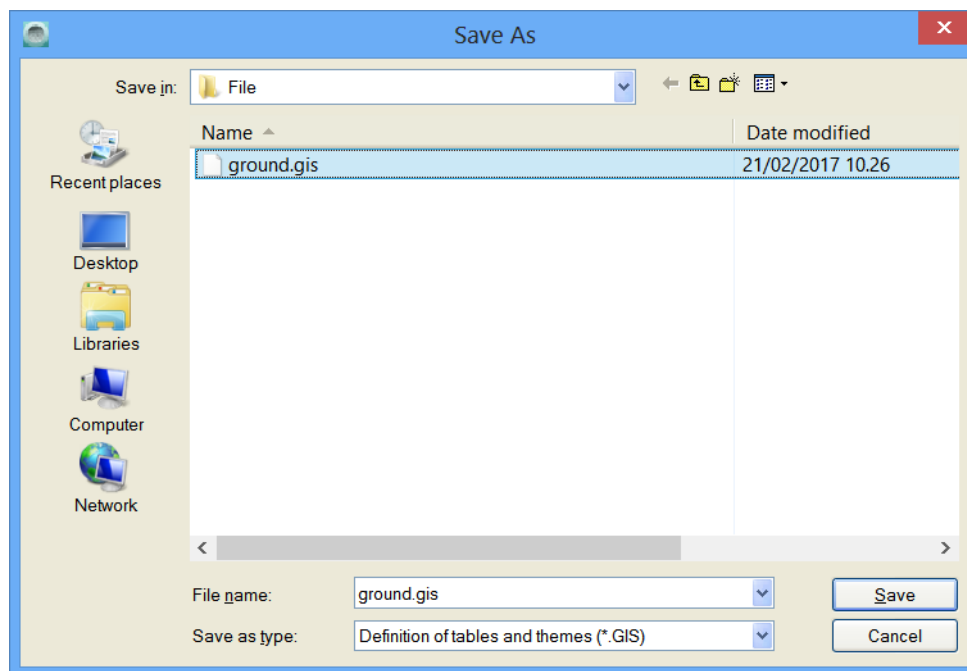 Save As
Save in: File
Name Date modified
ground.gis 21/02/2017 10.26
Recent places
Desktop
Libraries
Computer
Network
File name: ground.gis Save
Save as type: Definition of tables and themes (*.GIS) Cancel